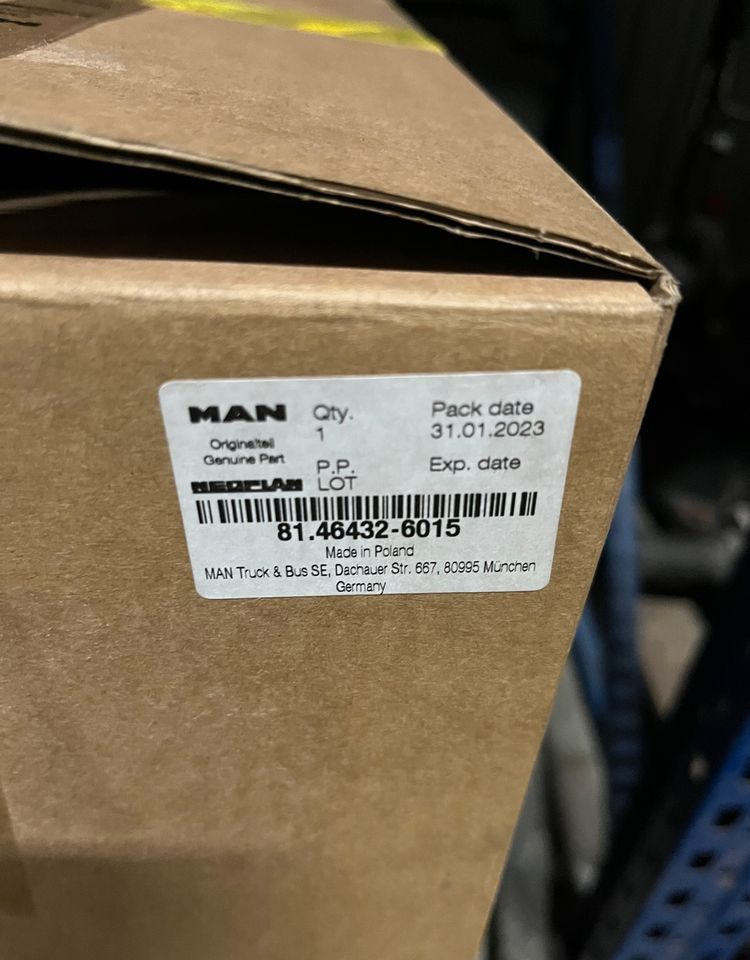 MAN
Originalteil
Genuine Part
NEOPLAN
Qty.
1
P.P.
LOT
Pack date
31.01.2023
Exp. date
81.46432-6015
Made in Poland
MAN Truck & Bus SE, Dachauer Str. 667, 80995 München
Germany